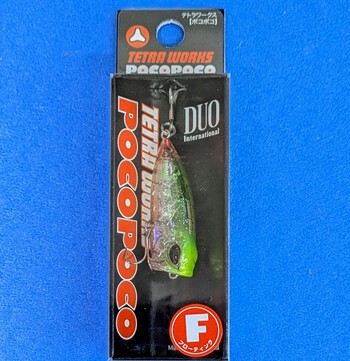 テトラワークス
【ポコポコ】
TETRA WORKS
POCOPOCO
DUO
International
TETRA WORKS
POCOPOCO
F
フローティング